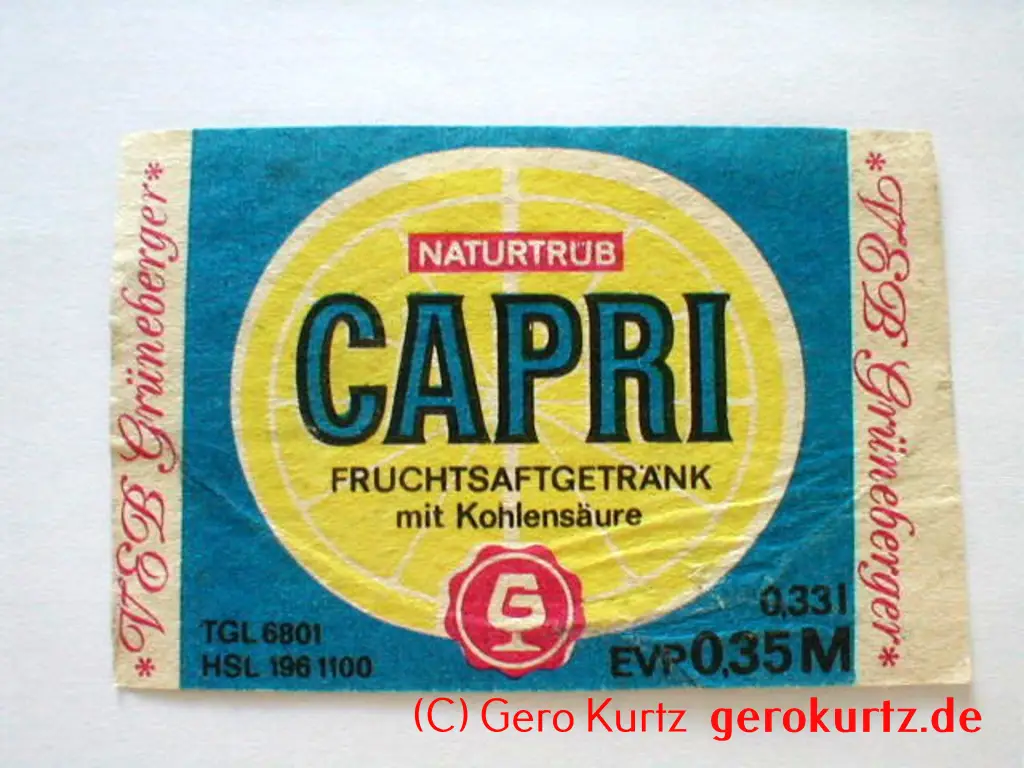 *VEB Grüneberger*
NATURTRÜB
CAPRI
FRUCHTSAFTGETRÄNK
mit Kohlensäure
G
TGL 6801
HSL 196 1100
0,33 l
EVP 0,35 M
*VEB Grüneberger*
(C) Gero Kurtz gerokurtz.de